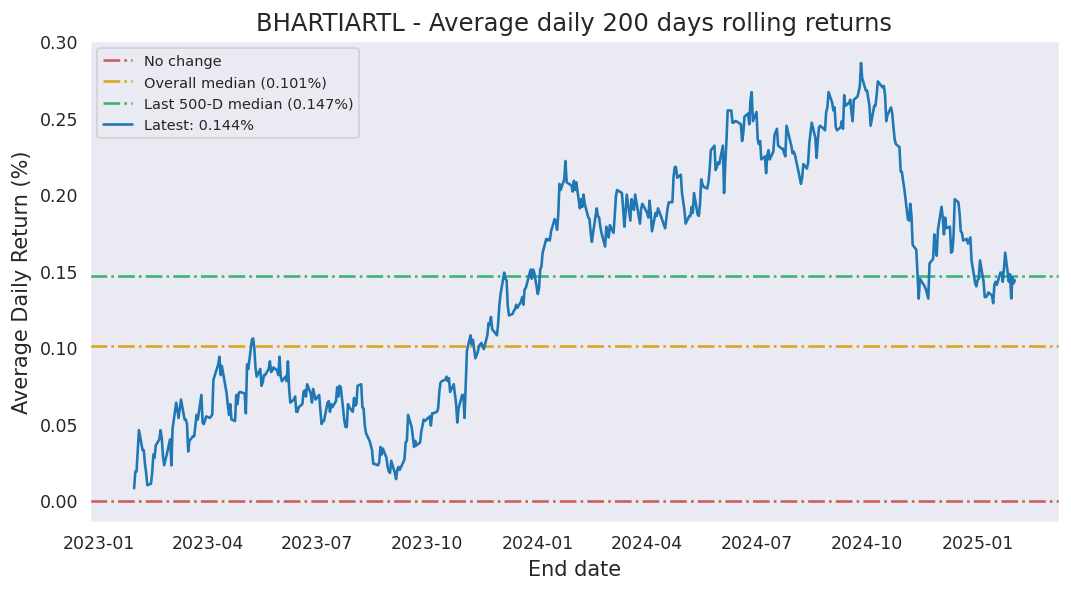 BHARTIARTL - Average daily 200 days rolling returns
No change
Overall median (0.101%)
Last 500-D median (0.147%)
Latest: 0.144%
Average Daily Return (%)
0.30
0.25
0.20
0.15
0.10
0.05
0.00
2023-01 2023-04 2023-07 2023-10 2024-01 2024-04 2024-07 2024-10 2025-01
End date